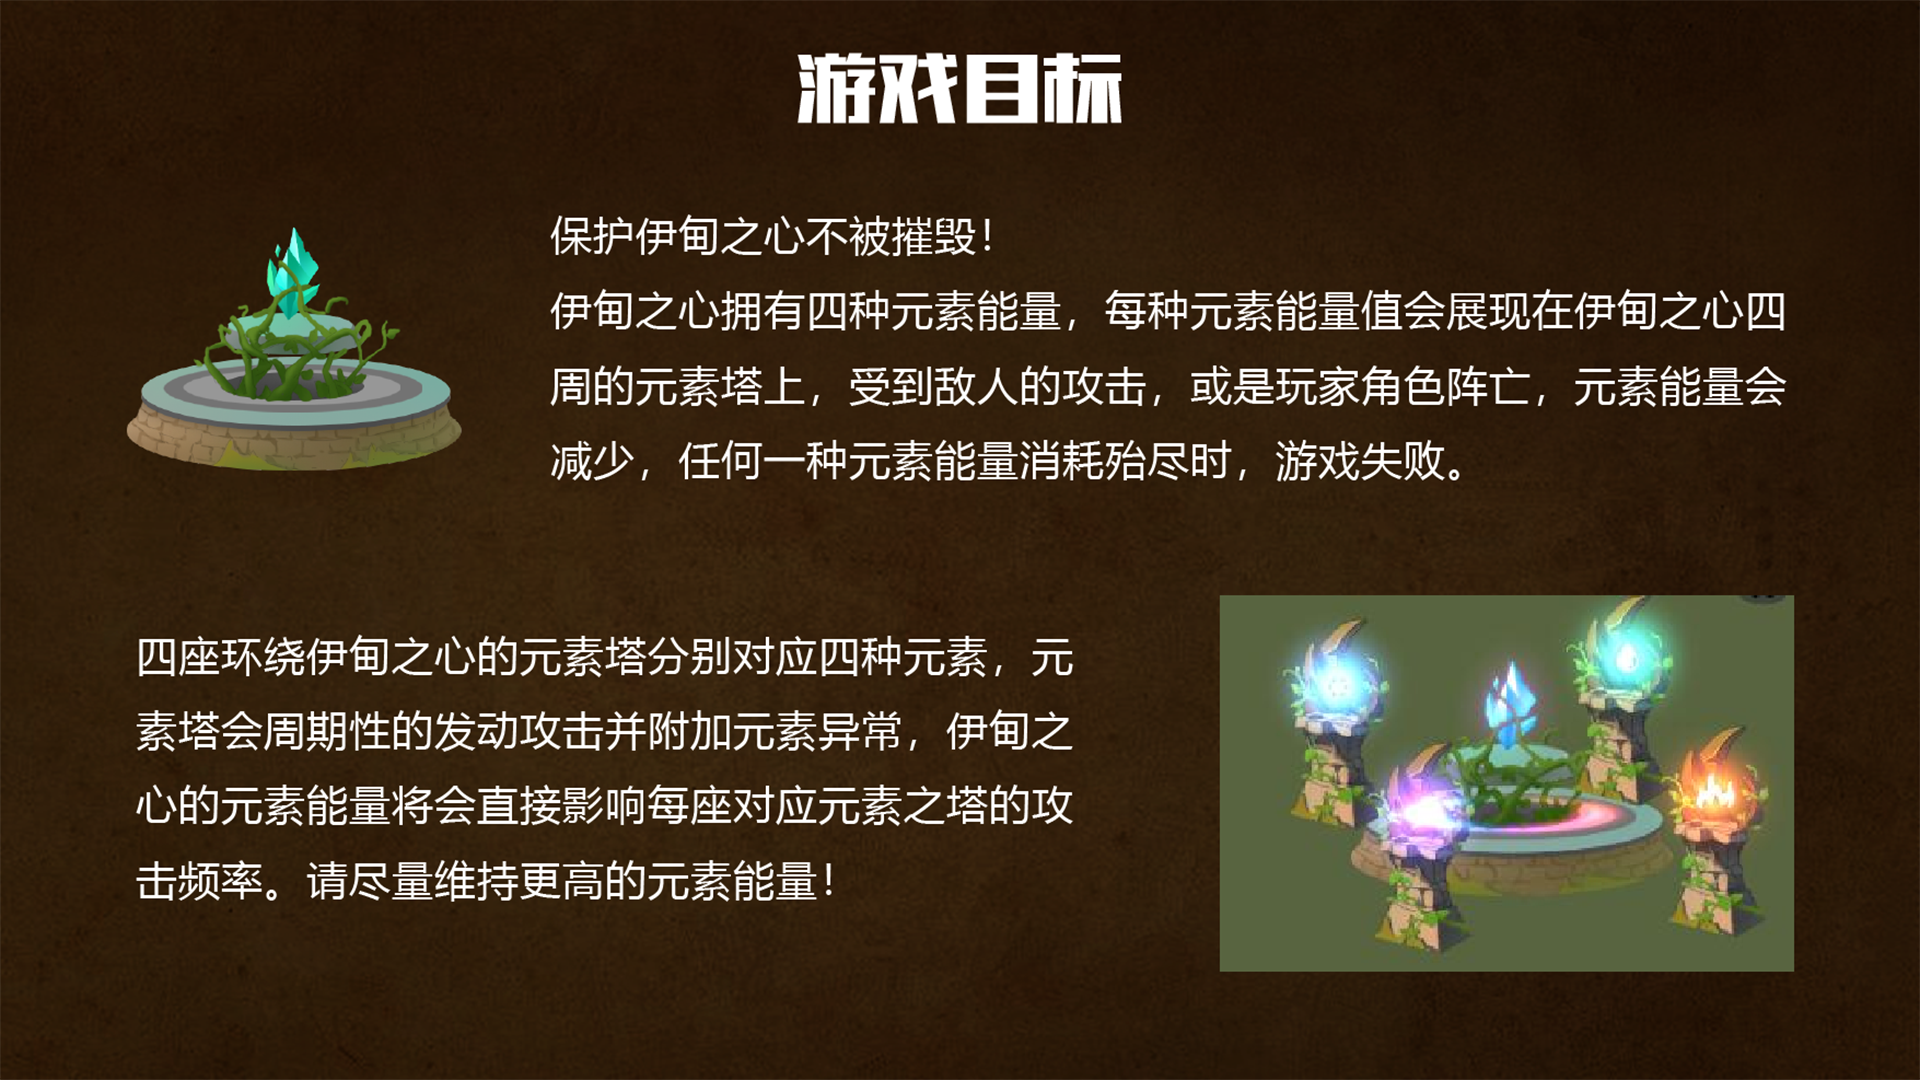 游戏目标
保护伊甸之心不被摧毁！
伊甸之心拥有四种元素能量，每种元素能量值会展现在伊甸之心四
周的元素塔上，受到敌人的攻击，或是玩家角色阵亡，元素能量会
减少，任何一种元素能量消耗殆尽时，游戏失败。
四座环绕伊甸之心的元素塔分别对应四种元素，元
素塔会周期性的发动攻击并附加元素异常，伊甸之
心的元素能量将会直接影响每座对应元素之塔的攻
击频率。请尽量维持更高的元素能量！